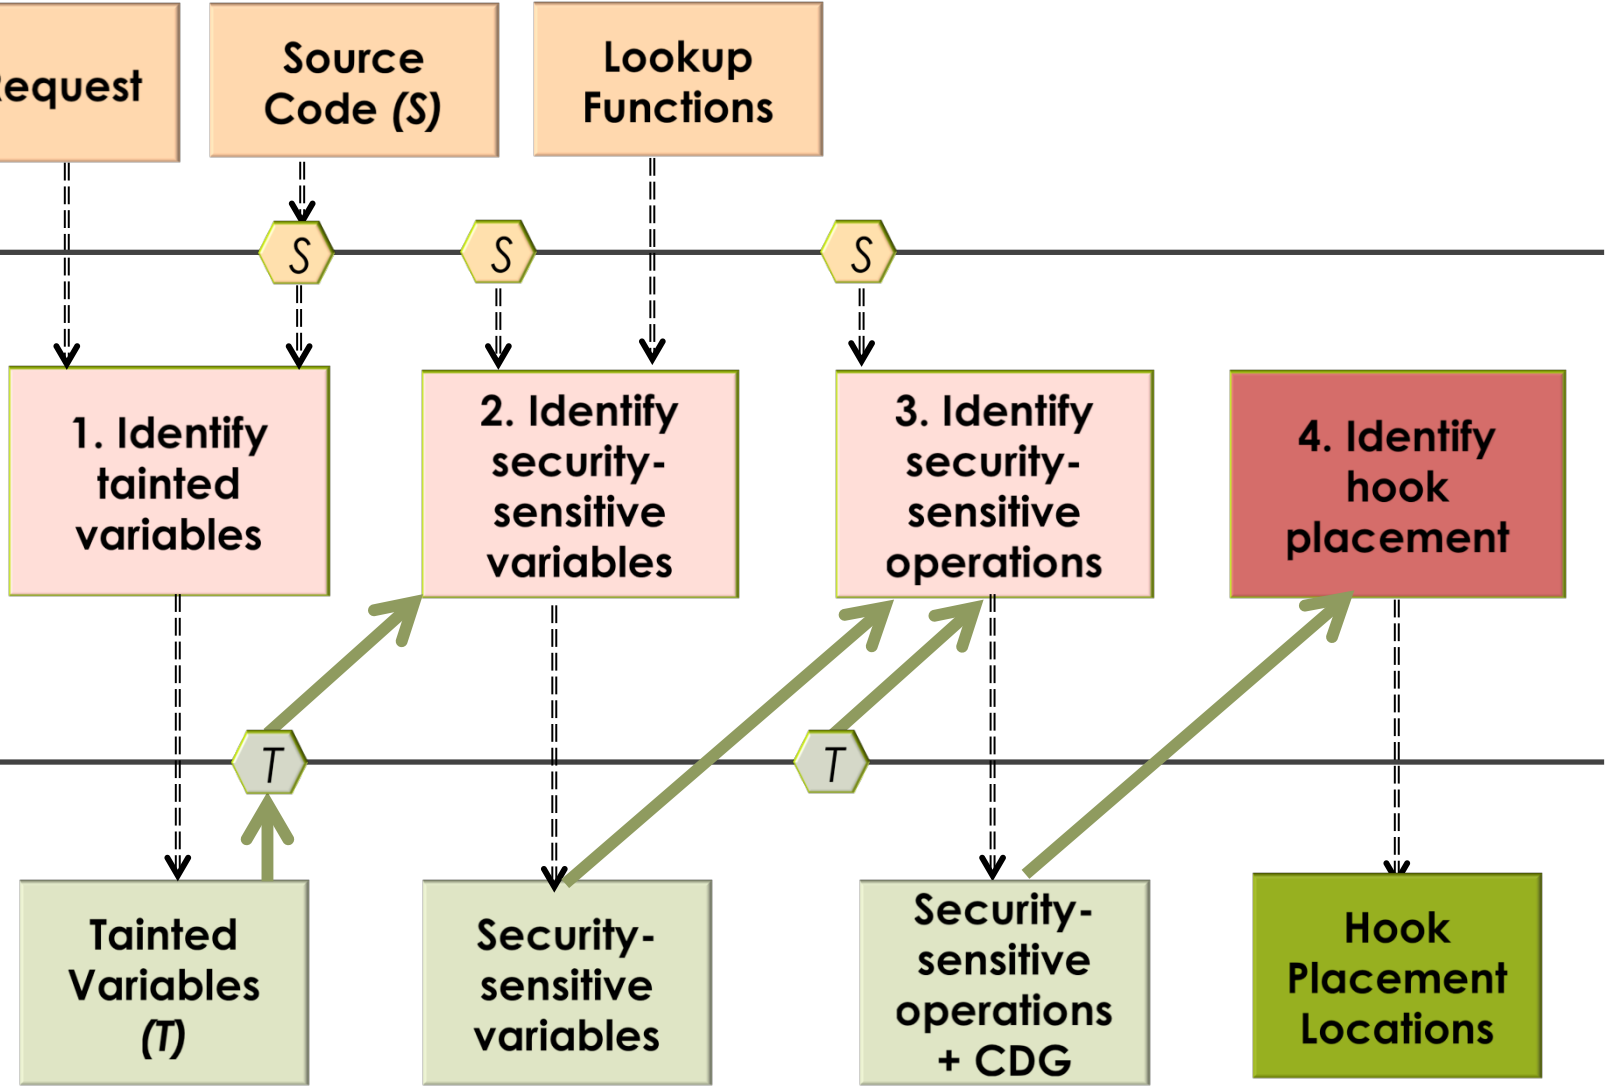 Request
Source
Code (S)
Lookup
Functions
S
S
S
1. Identify
tainted
variables
2. Identify
security-
sensitive
variables
3. Identify
security-
sensitive
operations
4. Identify
hook
placement
T
T
Tainted
Variables
(T)
Security-
sensitive
variables
Security-
sensitive
operations
+ CDG
Hook
Placement
Locations